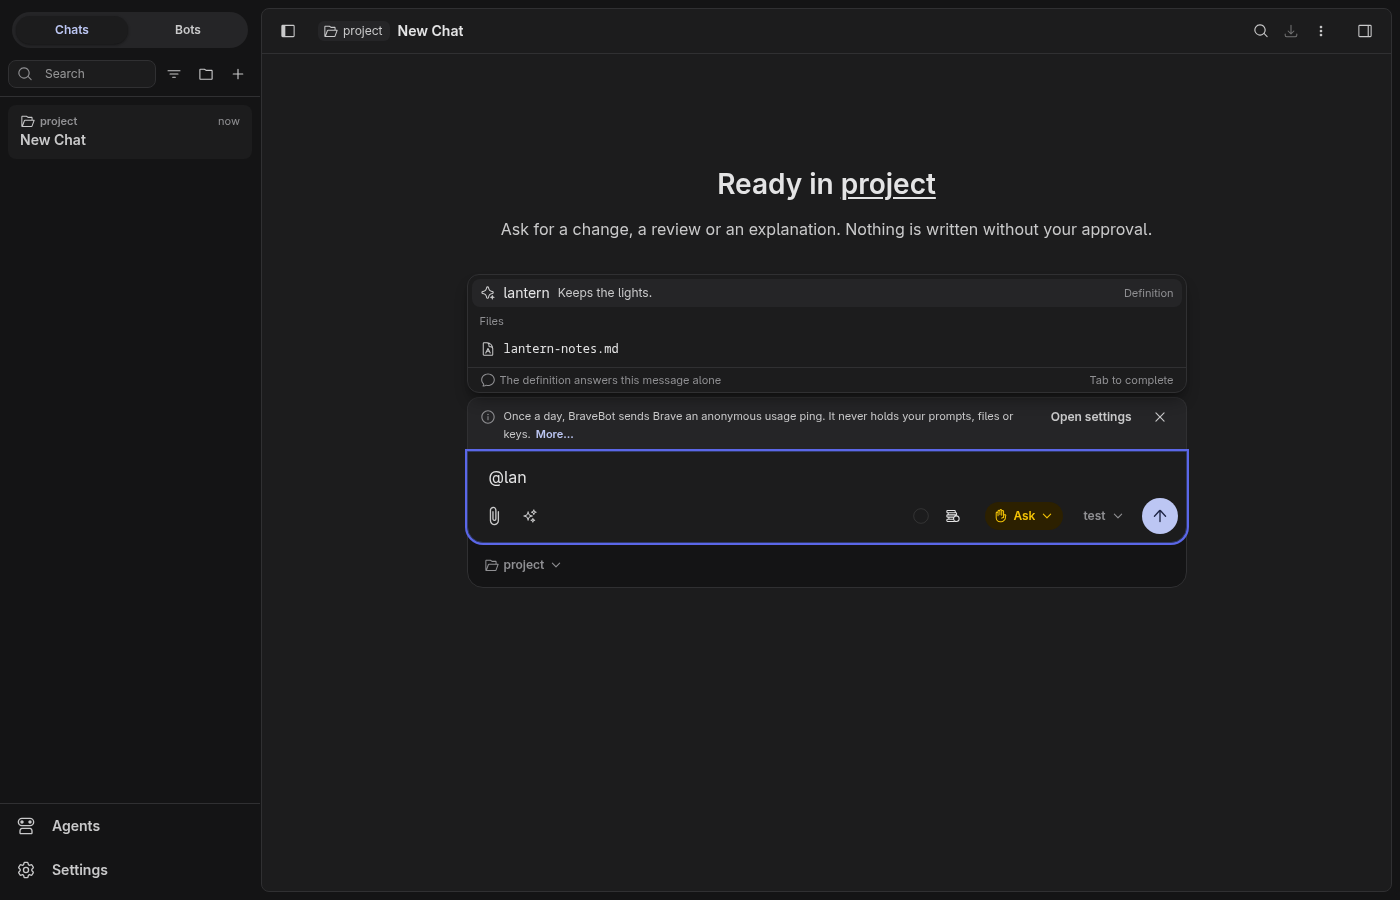 Chats
Bots
Search
project
now
New Chat
Agents
Settings
project New Chat
Ready in project
Ask for a change, a review or an explanation. Nothing is written without your approval.
lantern Keeps the lights. Definition
Files
lantern-notes.md
The definition answers this message alone Tab to complete
Once a day, BraveBot sends Brave an anonymous usage ping. It never holds your prompts, files or
keys. More...
Open settings
@lan
Ask
test
project